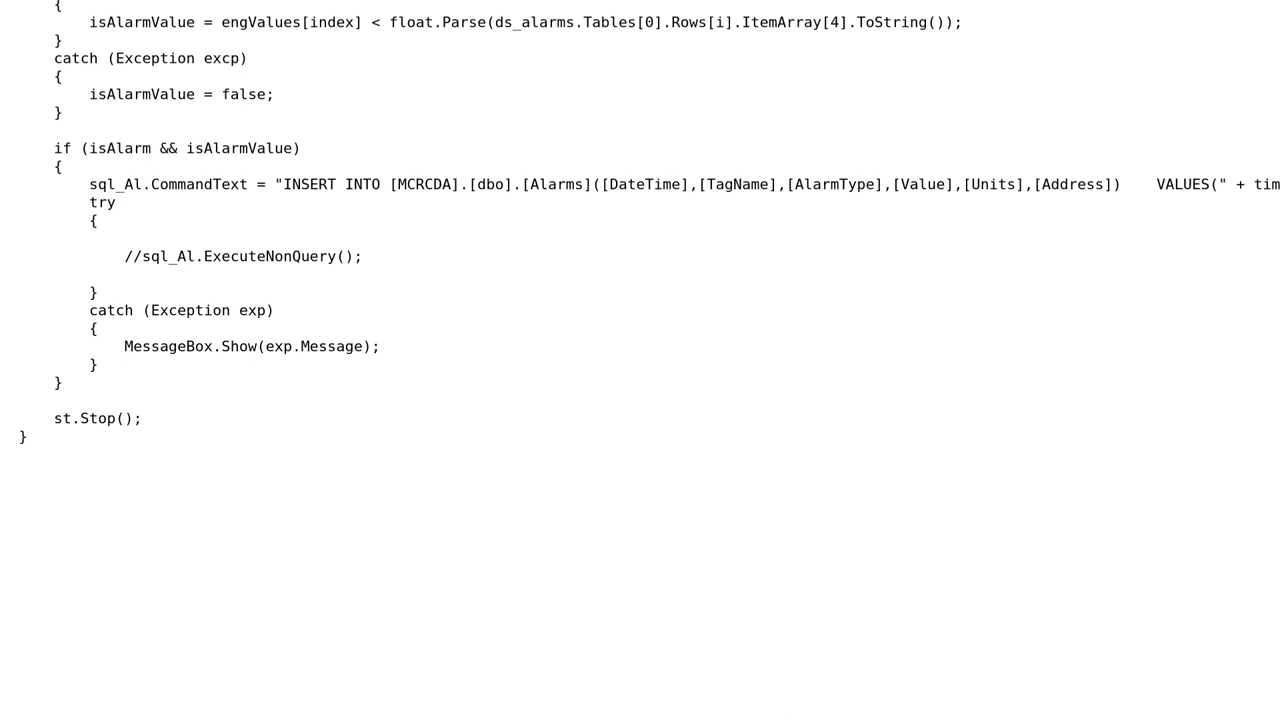 {
isAlarmValue = engValues[index] < float.Parse(ds_alarms.Tables[0].Rows[i].ItemArray[4].ToString());
}
catch (Exception excp)
{
isAlarmValue = false;
}
if (isAlarm && isAlarmValue)
{
sql_Al.CommandText = "INSERT INTO [MCRCDA].[dbo].[Alarms]([DateTime],[TagName],[AlarmType],[Value],[Units],[Address])    VALUES(" + tim
try
{
//sql_Al.ExecuteNonQuery();
}
catch (Exception exp)
{
MessageBox.Show(exp.Message);
}
}
st.Stop();
}